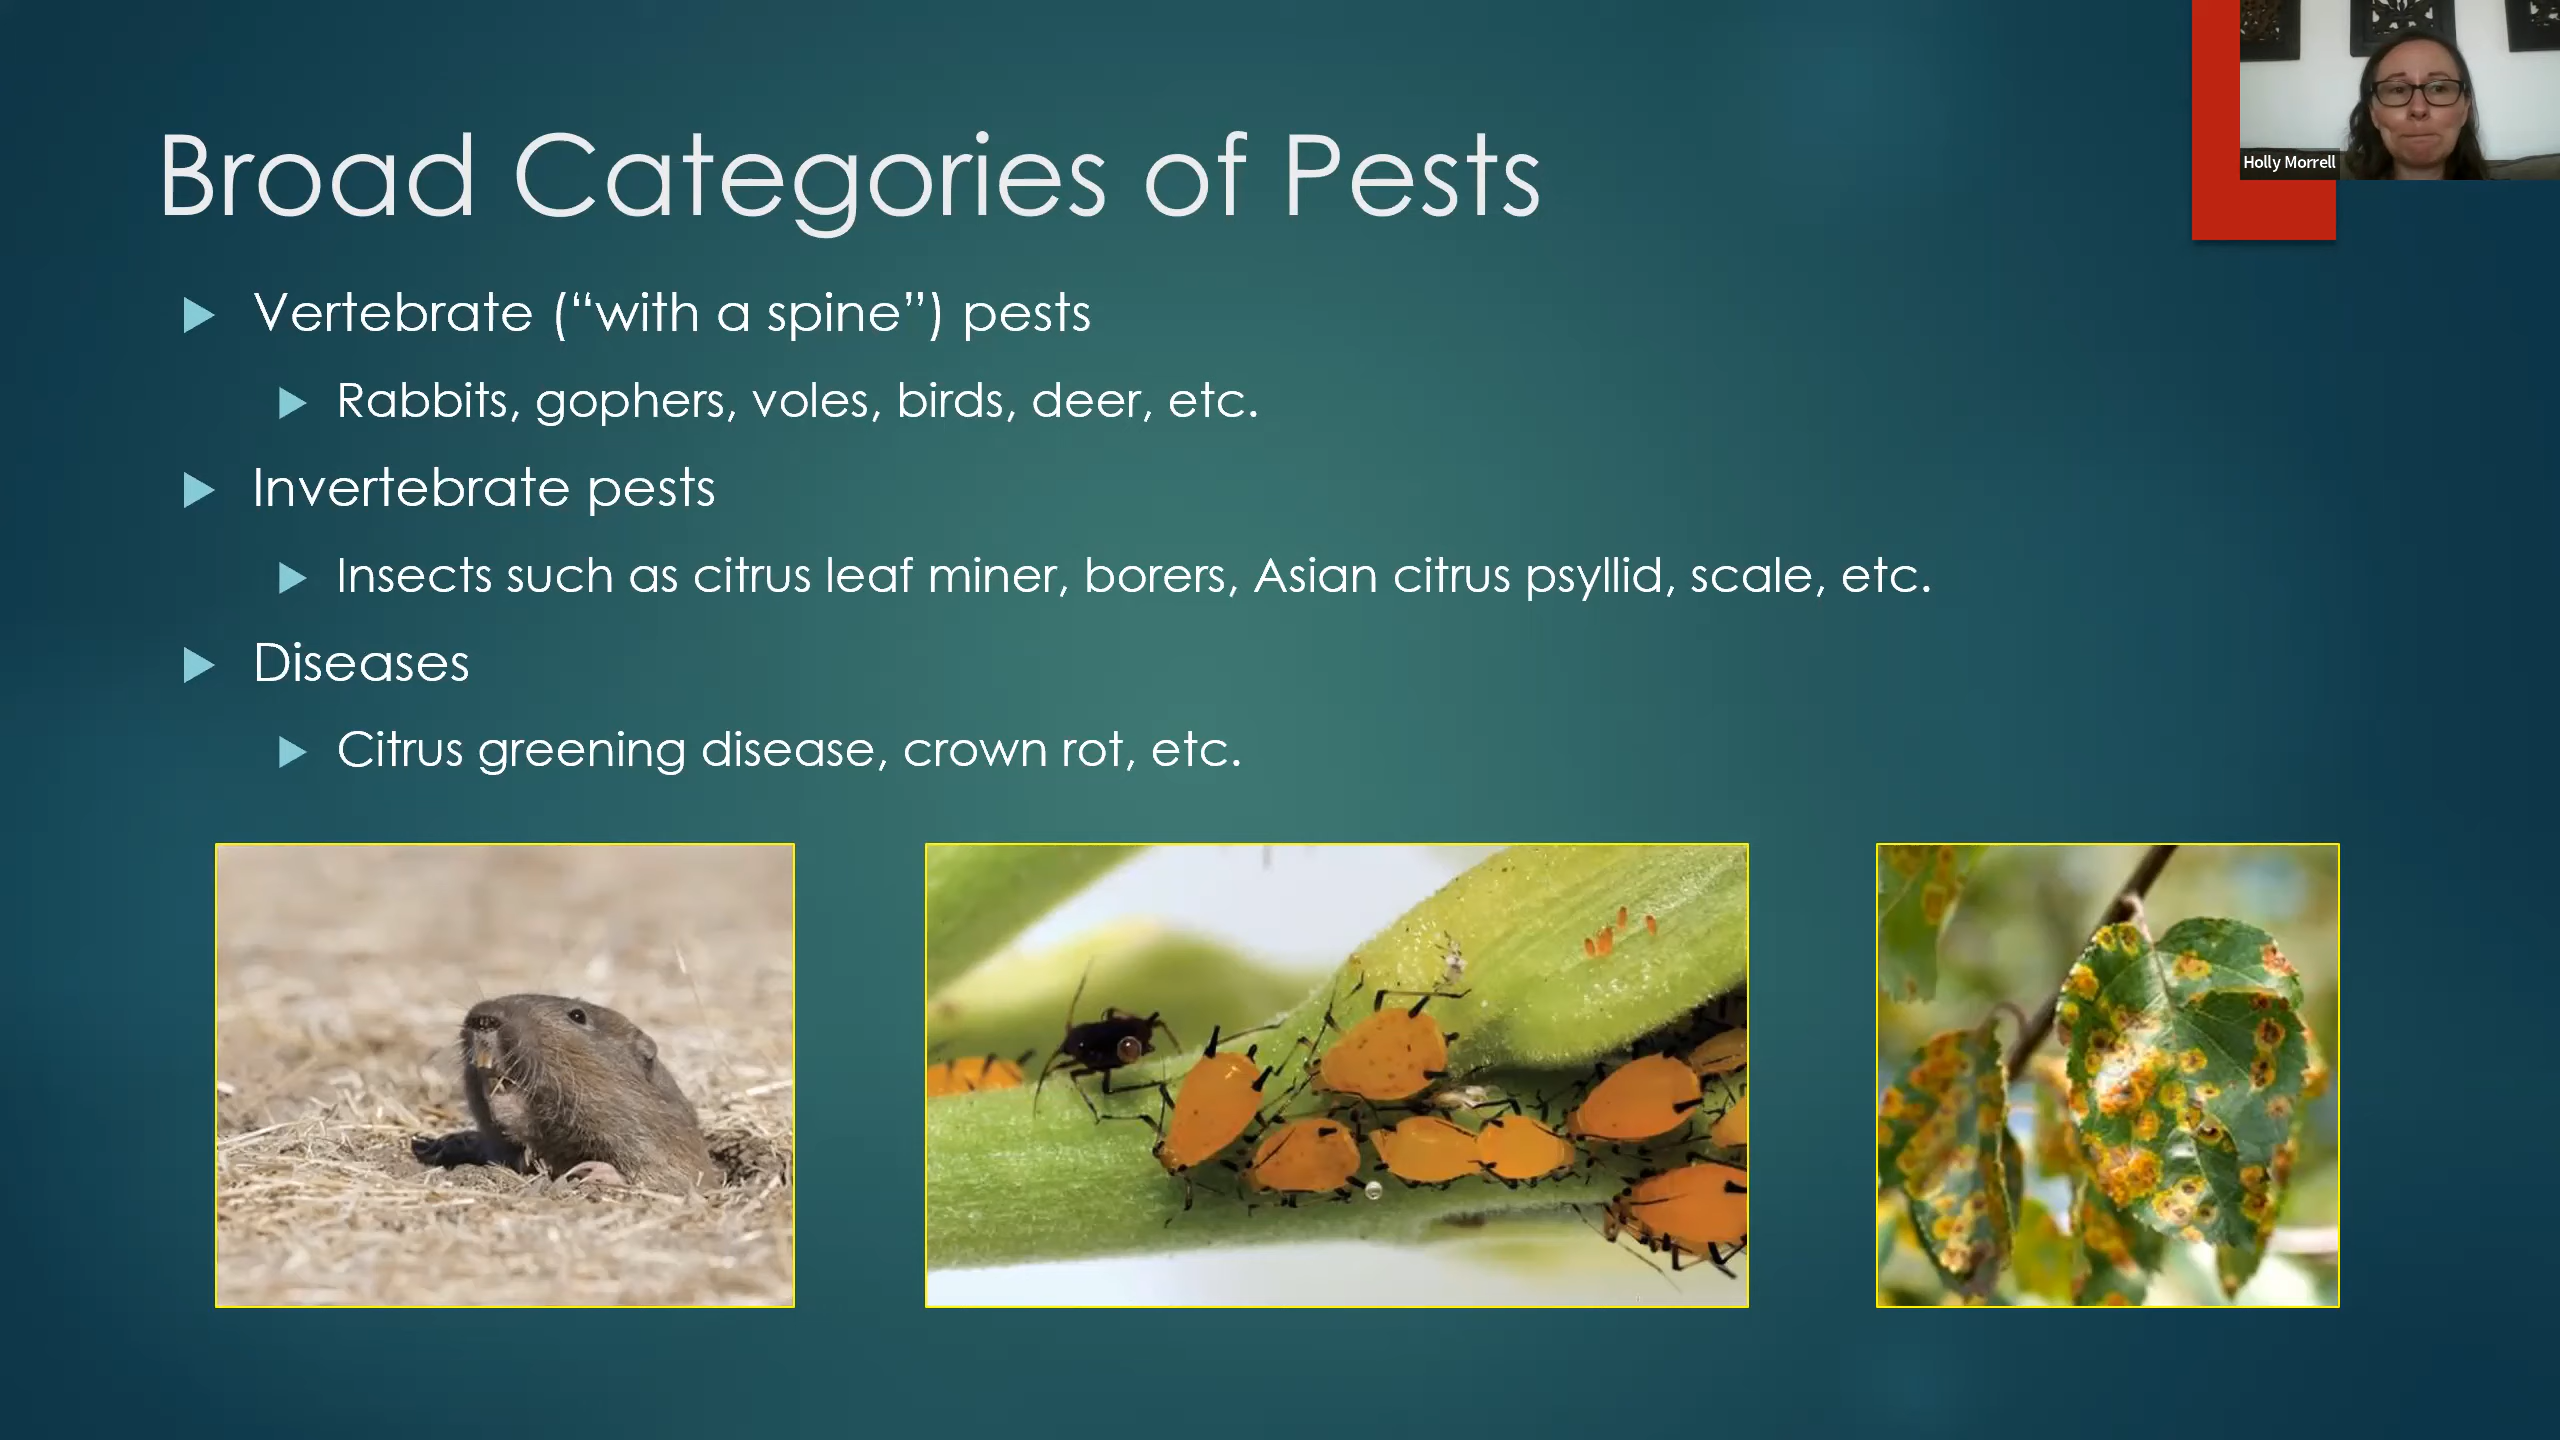 Holly Morrell
Broad Categories of Pests
Vertebrate (“with a spine”) pests
Rabbits, gophers, voles, birds, deer, etc.
Invertebrate pests
Insects such as citrus leaf miner, borers, Asian citrus psyllid, scale, etc.
Diseases
Citrus greening disease, crown rot, etc.